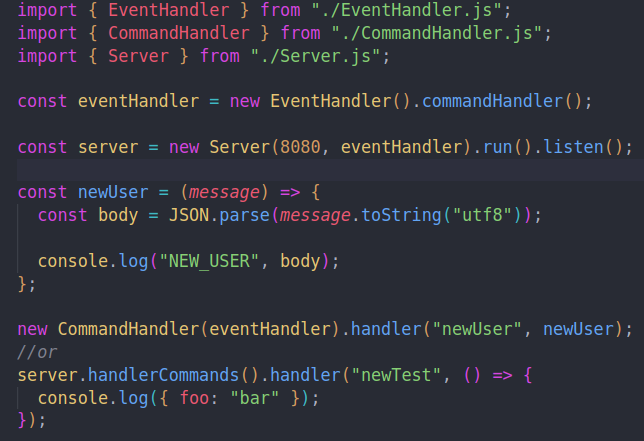 import { EventHandler } from "./EventHandler.js";
import { CommandHandler } from "./CommandHandler.js";
import { Server } from "./Server.js";
const eventHandler = new EventHandler().commandHandler();
const server = new Server(8080, eventHandler).run().listen();
const newUser = (message) => {
const body = JSON.parse(message.toString("utf8"));
console.log("NEW_USER", body);
};
new CommandHandler(eventHandler).handler("newUser", newUser);
//or
server.handlerCommands().handler("newTest", () => {
console.log({ foo: "bar" });
});